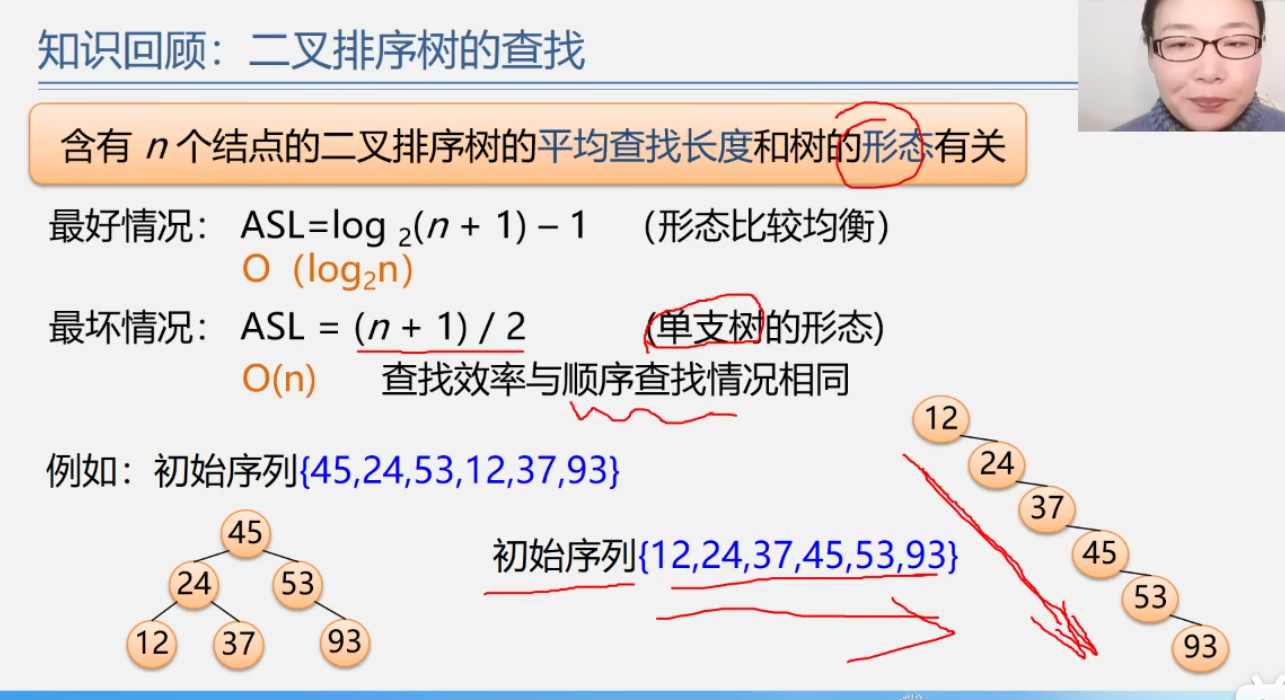 知识回顾：二叉排序树的查找
含有 n 个结点的二叉排序树的平均查找长度和树的形态有关
最好情况： ASL=log ₂(n + 1) – 1 （形态比较均�）
O（log₂n）
最坏情况： ASL = (n + 1) / 2 (单支树的形态)
O(n) 查找效率与顺序查找情况相同
例如：初始序列{45,24,53,12,37,93}
45
24 53
12 37 93
初始序列{12,24,37,45,53,93}
12
24
37
45
53
93